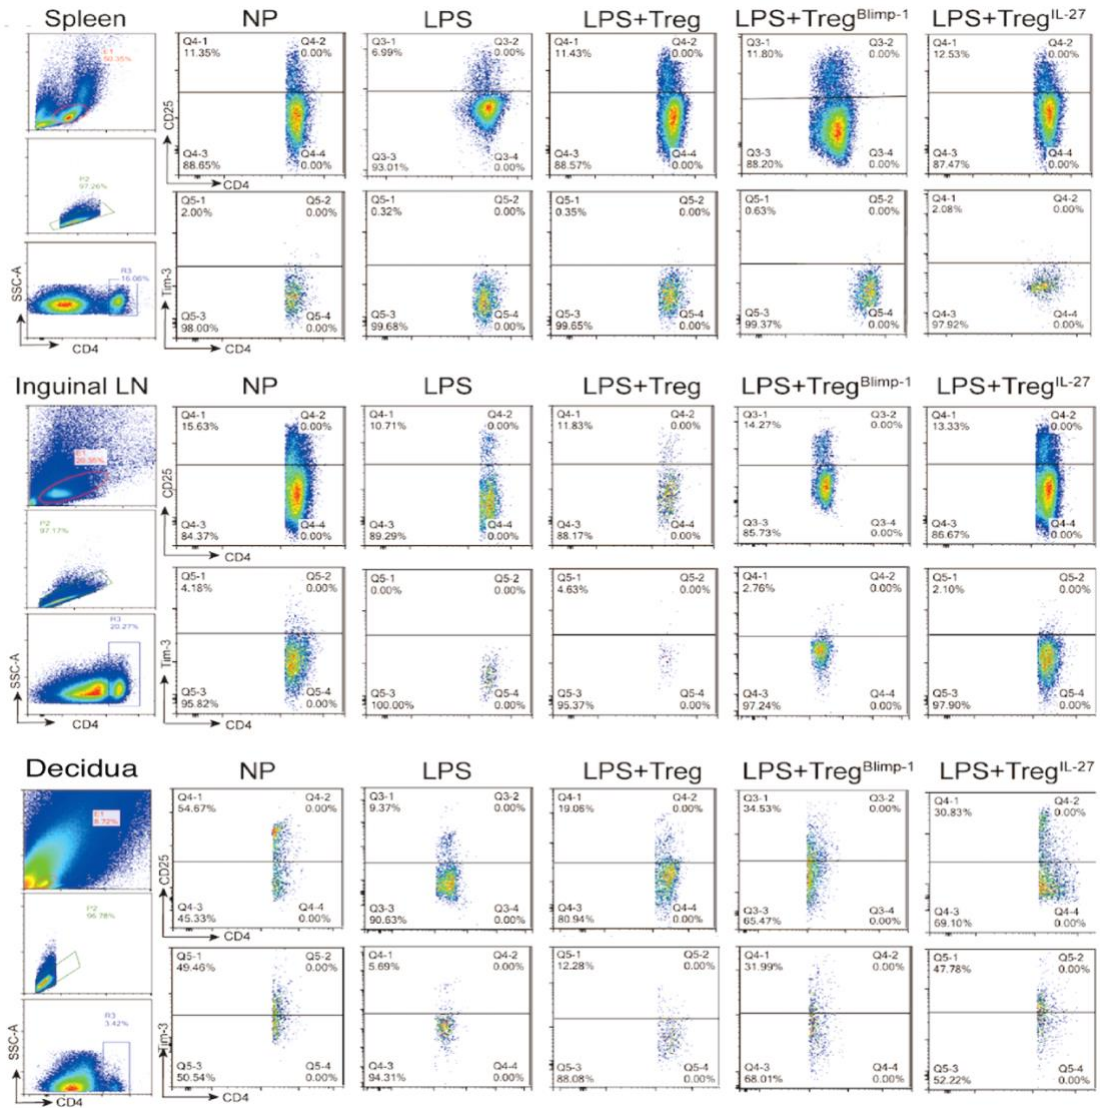 Spleen NP LPS LPS+Treg LPS+Treg^Blimp-1 LPS+Treg^IL-27
50.35%
Q4-1 Q4-2 Q3-1 Q3-2 Q4-1 Q4-2 Q3-1 Q3-2 Q4-1 Q4-2
11.35% 0.00% 6.99% 0.00% 11.43% 0.00% 11.80% 0.00% 12.53% 0.00%
CD25
Q4-3 Q4-4 Q3-3 Q3-4 Q4-3 Q4-4 Q3-3 Q3-4 Q4-3 Q4-4
88.65% 0.00% 93.01% 0.00% 88.57% 0.00% 88.20% 0.00% 87.47% 0.00%
CD4
P2
97.26%
Q5-1 Q5-2 Q5-1 Q5-2 Q5-1 Q5-2 Q5-1 Q5-2 Q4-1 Q4-2
2.00% 0.00% 0.32% 0.00% 0.35% 0.00% 0.63% 0.00% 2.08% 0.00%
R3
16.06%
SSC-A
Tim-3
Q5-3 Q5-4 Q5-3 Q5-4 Q5-3 Q5-4 Q5-3 Q5-4 Q4-3 Q4-4
98.00% 0.00% 99.68% 0.00% 99.65% 0.00% 99.37% 0.00% 97.92% 0.00%
CD4 CD4
Inguinal LN NP LPS LPS+Treg LPS+Treg^Blimp-1 LPS+Treg^IL-27
Q4-1 Q4-2 Q4-1 Q4-2 Q4-1 Q4-2 Q3-1 Q3-2 Q4-1 Q4-2
15.63% 0.00% 10.71% 0.00% 11.83% 0.00% 14.27% 0.00% 13.33% 0.00%
CD25
Q4-3 Q4-4 Q4-3 Q4-4 Q4-3 Q4-4 Q3-3 Q3-4 Q4-3 Q4-4
84.37% 0.00% 89.29% 0.00% 88.17% 0.00% 85.73% 0.00% 86.67% 0.00%
CD4
P2
97.17%
Q5-1 Q5-2 Q5-1 Q5-2 Q5-1 Q5-2 Q4-1 Q4-2 Q5-1 Q5-2
4.18% 0.00% 0.00% 0.00% 4.63% 0.00% 2.76% 0.00% 2.10% 0.00%
R3
20.27%
SSC-A
Tim-3
Q5-3 Q5-4 Q5-3 Q5-4 Q5-3 Q5-4 Q4-3 Q4-4 Q5-3 Q5-4
95.82% 0.00% 100.00% 0.00% 95.37% 0.00% 97.24% 0.00% 97.90% 0.00%
CD4 CD4
Decidua NP LPS LPS+Treg LPS+Treg^Blimp-1 LPS+Treg^IL-27
Q4-1 Q4-2 Q3-1 Q3-2 Q4-1 Q4-2 Q3-1 Q3-2 Q4-1 Q4-2
54.67% 0.00% 9.37% 0.00% 19.06% 0.00% 34.53% 0.00% 30.83% 0.00%
CD25
Q4-3 Q4-4 Q3-3 Q3-4 Q4-3 Q4-4 Q3-3 Q3-4 Q4-3 Q4-4
45.33% 0.00% 90.63% 0.00% 80.94% 0.00% 65.47% 0.00% 69.10% 0.00%
CD4
P2
96.78%
Q5-1 Q5-2 Q4-1 Q4-2 Q5-1 Q5-2 Q4-1 Q4-2 Q5-1 Q5-2
49.46% 0.00% 5.69% 0.00% 12.28% 0.00% 31.99% 0.00% 47.78% 0.00%
R3
3.42%
SSC-A
Tim-3
Q5-3 Q5-4 Q4-3 Q4-4 Q5-3 Q5-4 Q4-3 Q4-4 Q5-3 Q5-4
50.54% 0.00% 94.31% 0.00% 88.08% 0.00% 68.01% 0.00% 52.22% 0.00%
CD4 CD4